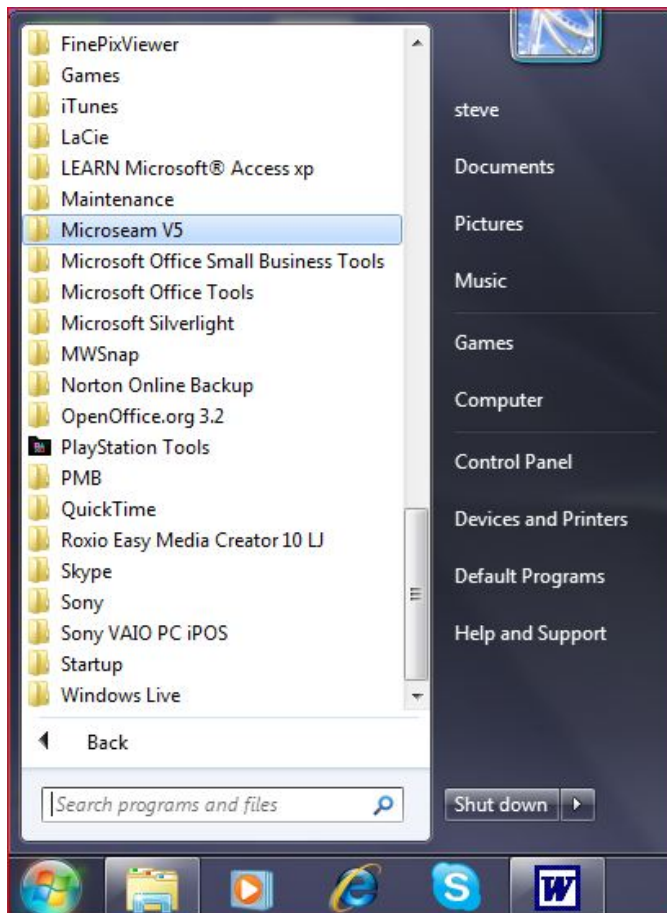 FinePixViewer
Games
iTunes
LaCie
LEARN Microsoft® Access xp
Maintenance
Microseam V5
Microsoft Office Small Business Tools
Microsoft Office Tools
Microsoft Silverlight
MWSnap
Norton Online Backup
OpenOffice.org 3.2
PlayStation Tools
PMB
QuickTime
Roxio Easy Media Creator 10 LJ
Skype
Sony
Sony VAIO PC iPOS
Startup
Windows Live
Back
Search programs and files
steve
Documents
Pictures
Music
Games
Computer
Control Panel
Devices and Printers
Default Programs
Help and Support
Shut down
S
W